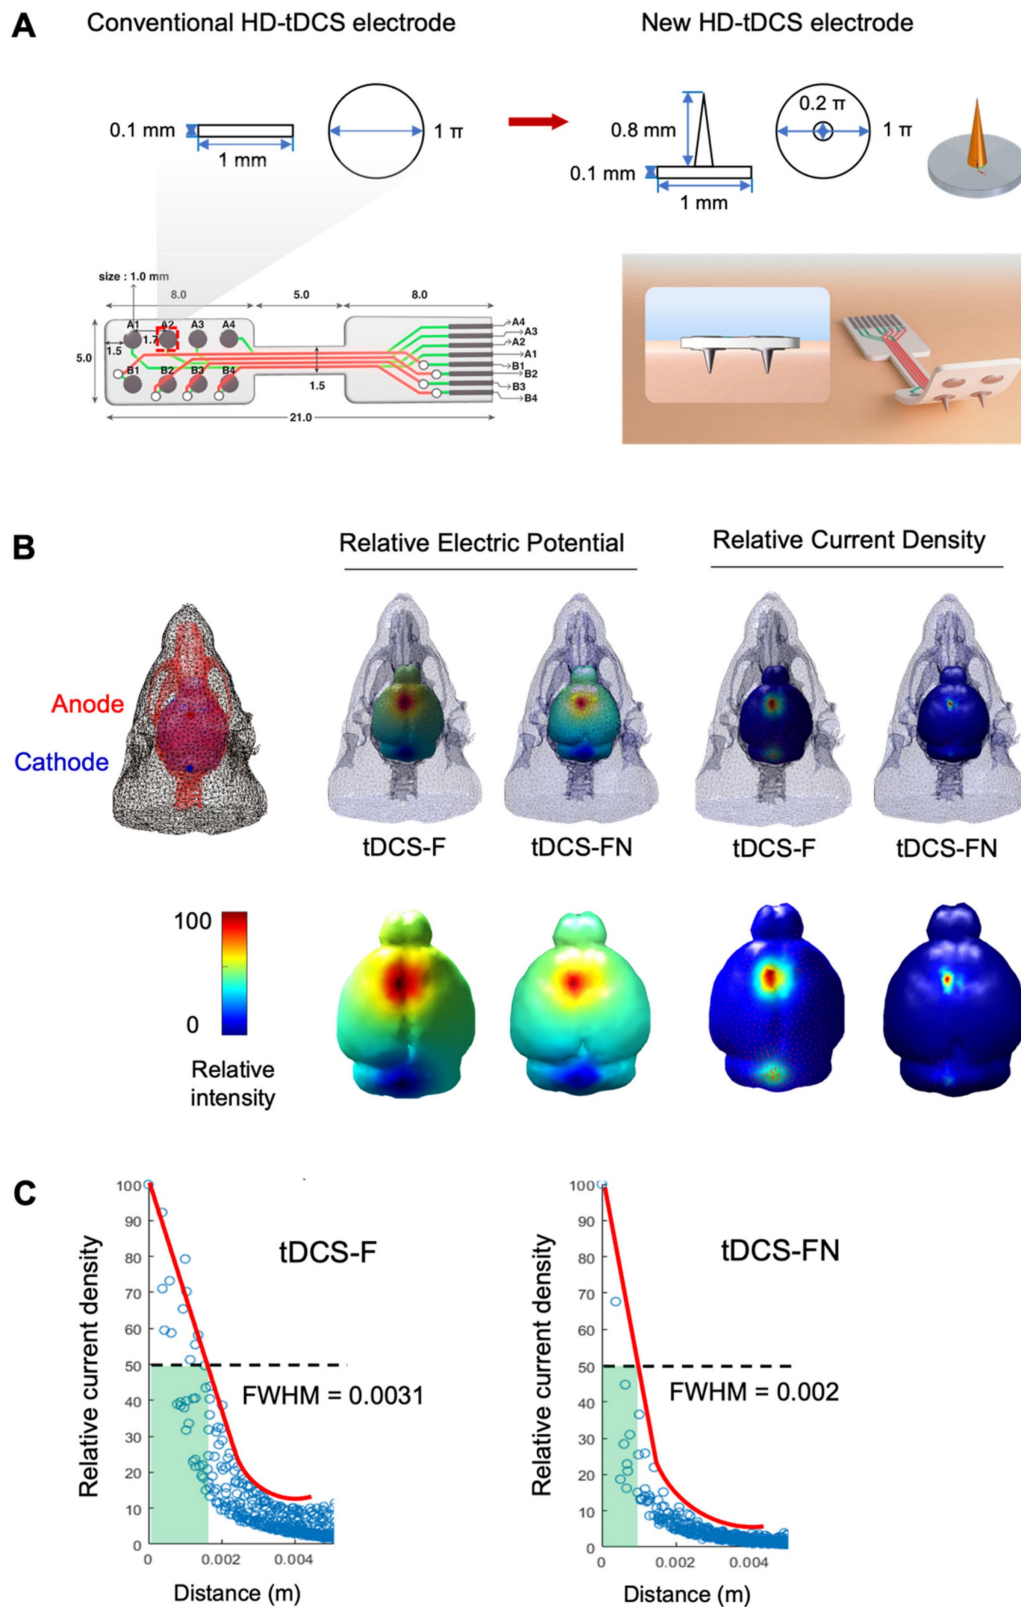 A
Conventional HD-tDCS electrode
New HD-tDCS electrode
0.1 mm
1 mm
1 π
0.8 mm
0.1 mm
1 mm
0.2 π
1 π
size : 1.0 mm
8.0
5.0
8.0
A1
A2
A3
A4
1.7
1.5
5.0
B1
B2
B3
B4
1.5
21.0
A4
A3
A2
A1
B1
B2
B3
B4
B
Relative Electric Potential
Relative Current Density
Anode
Cathode
tDCS-F
tDCS-FN
tDCS-F
tDCS-FN
100
0
Relative
intensity
C
Relative current density
100
90
80
70
60
50
40
30
20
10
0
0
0.002
0.004
Distance (m)
tDCS-F
FWHM = 0.0031
Relative current density
100
90
80
70
60
50
40
30
20
10
0
0
0.002
0.004
Distance (m)
tDCS-FN
FWHM = 0.002